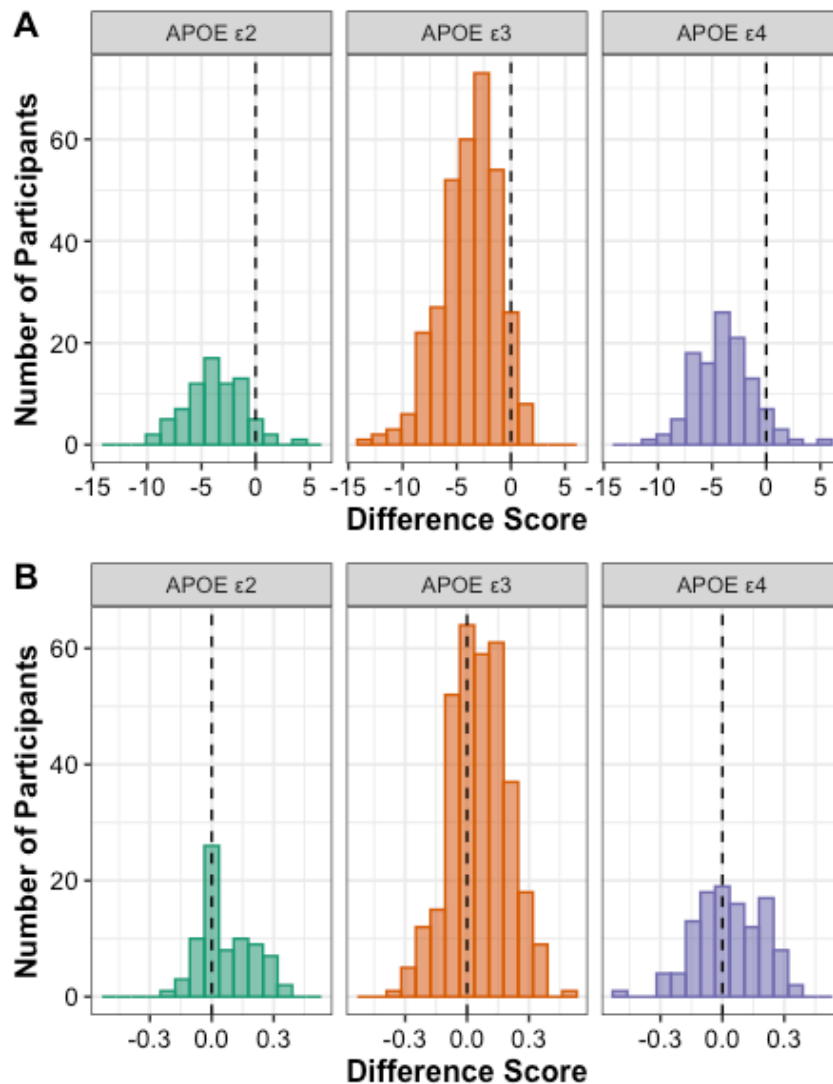 A
APOE ε2 APOE ε3 APOE ε4
Number of Participants
60
40
20
0
-15 -10 -5 0 5 -15 -10 -5 0 5 -15 -10 -5 0 5
Difference Score
B
APOE ε2 APOE ε3 APOE ε4
Number of Participants
60
40
20
0
-0.3 0.0 0.3 -0.3 0.0 0.3 -0.3 0.0 0.3
Difference Score